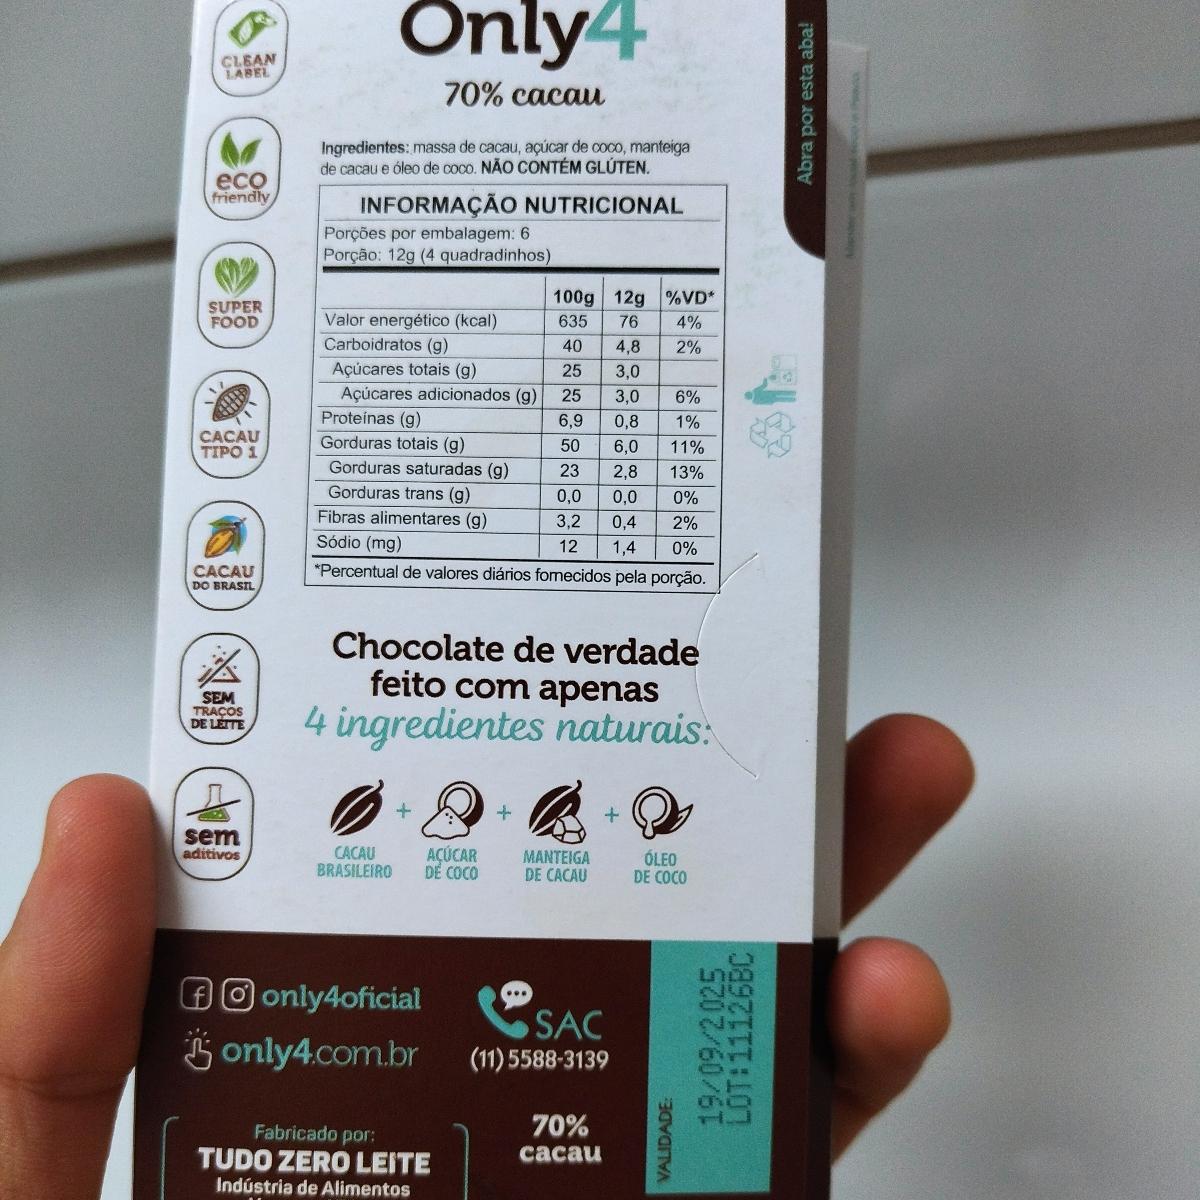 Only4
70% cacau
CLEAN
LABEL
eco
friendly
SUPER
FOOD
CACAU
TIPO 1
CACAU
DO BRASIL
SEM
TRAÇOS
DE LEITE
sem
aditivos
Abra por esta aba!
Ingredientes: massa de cacau, açúcar de coco, manteiga
de cacau e óleo de coco. NÃO CONTÉM GLÚTEN.
INFORMAÇÃO NUTRICIONAL
Porções por embalagem: 6
Porção: 12g (4 quadradinhos)
100g 12g %VD*
Valor energético (kcal) 635 76 4%
Carboidratos (g) 40 4,8 2%
Açúcares totais (g) 25 3,0
Açúcares adicionados (g) 25 3,0 6%
Proteínas (g) 6,9 0,8 1%
Gorduras totais (g) 50 6,0 11%
Gorduras saturadas (g) 23 2,8 13%
Gorduras trans (g) 0,0 0,0 0%
Fibras alimentares (g) 3,2 0,4 2%
Sódio (mg) 12 1,4 0%
*Percentual de valores diários fornecidos pela porção.
Chocolate de verdade
feito com apenas
4 ingredientes naturais:
CACAU
BRASILEIRO
+
AÇÚCAR
DE COCO
+
MANTEIGA
DE CACAU
+
ÓLEO
DE COCO
only4oficial
only4.com.br
SAC
(11) 5588-3139
Fabricado por:
TUDO ZERO LEITE
Indústria de Alimentos
70%
cacau
VALIDADE:
19/09/2025
LOT:11126BC